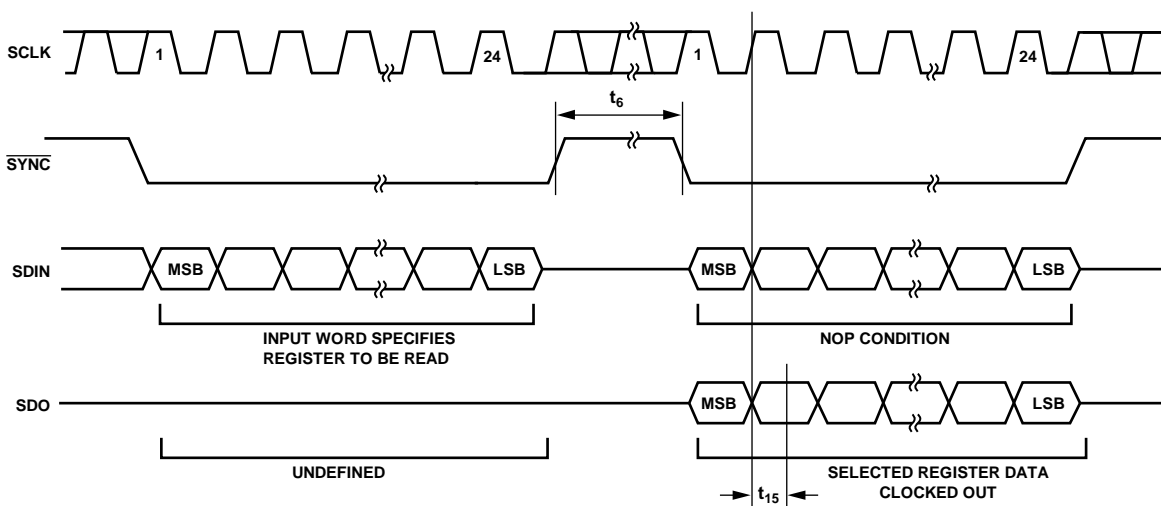 SCLK
1
24
1
24
t6
SYNC
SDIN
MSB
LSB
MSB
LSB
INPUT WORD SPECIFIES
REGISTER TO BE READ
NOP CONDITION
SDO
MSB
LSB
UNDEFINED
SELECTED REGISTER DATA
CLOCKED OUT
t15